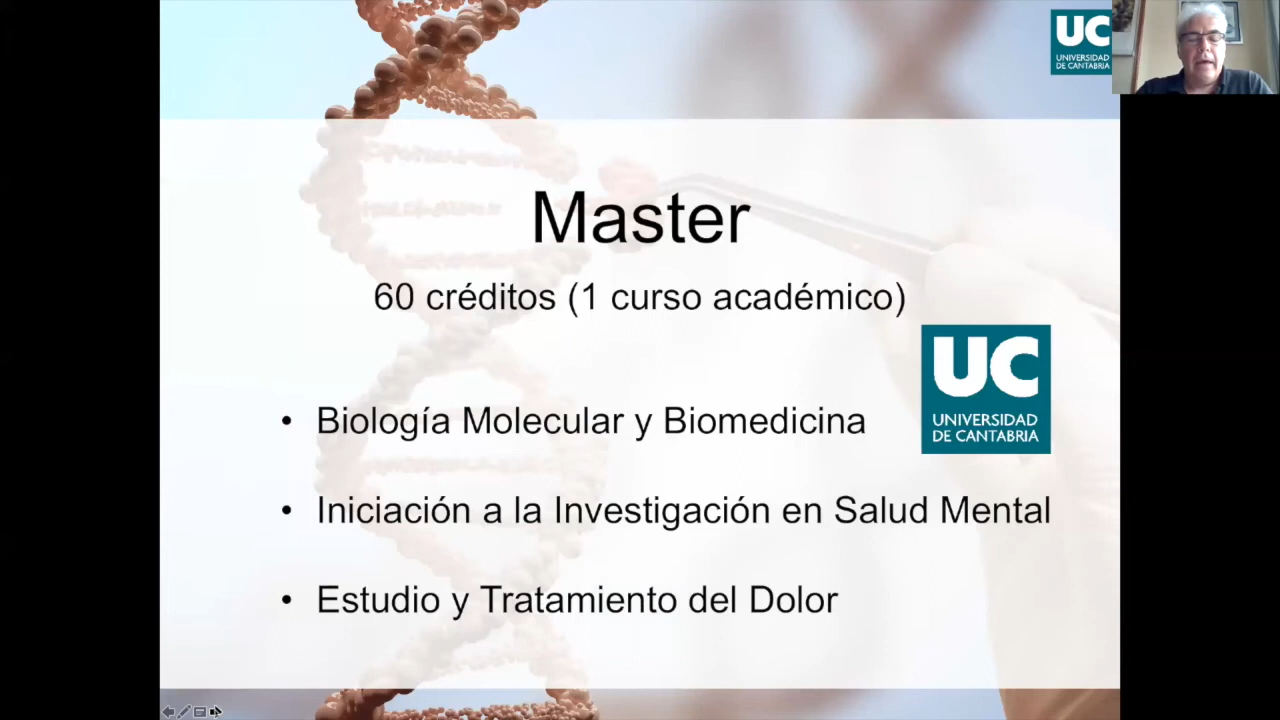 UC
UNIVERSIDAD
DE CANTABRIA
Master
60 créditos (1 curso académico)
UC
UNIVERSIDAD
DE CANTABRIA
• Biología Molecular y Biomedicina
• Iniciación a la Investigación en Salud Mental
• Estudio y Tratamiento del Dolor